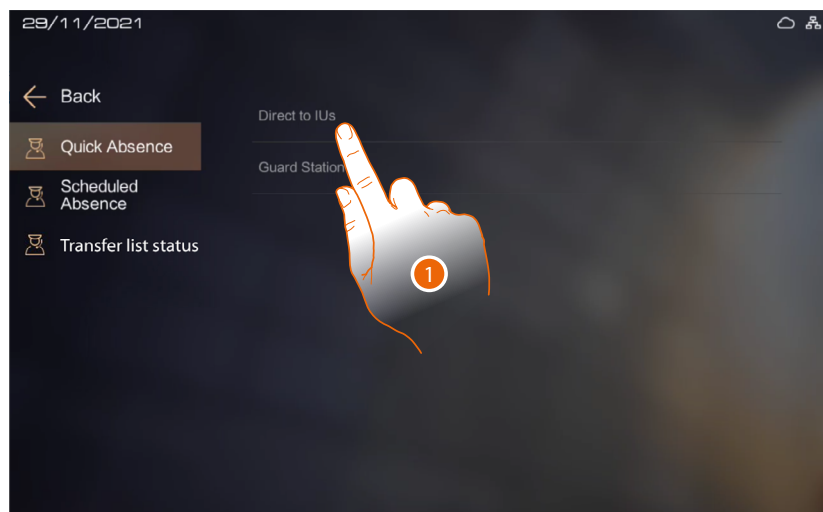 29/11/2021
Back
Quick Absence
Scheduled
Absence
Transfer list status
Direct to IUs
Guard Station
1